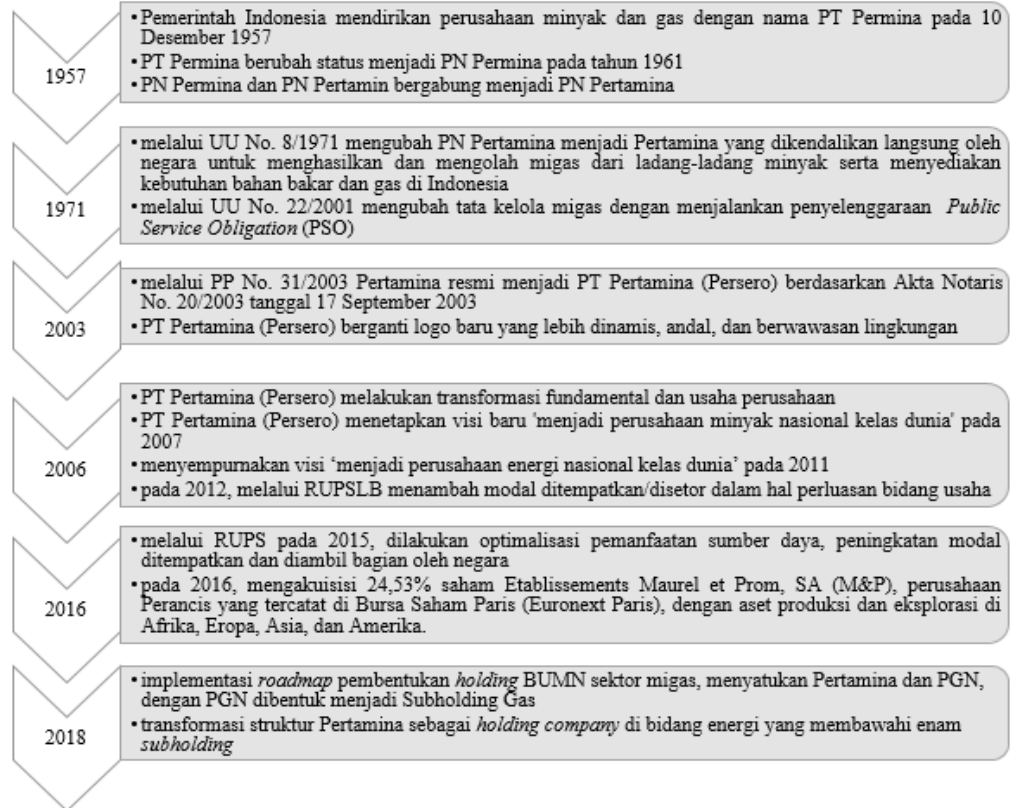 1957
•Pemerintah Indonesia mendirikan perusahaan minyak dan gas dengan nama PT Permina pada 10
Desember 1957
•PT Permina berubah status menjadi PN Permina pada tahun 1961
•PN Permina dan PN Pertamin bergabung menjadi PN Pertamina
1971
•melalui UU No. 8/1971 mengubah PN Pertamina menjadi Pertamina yang dikendalikan langsung oleh
negara untuk menghasilkan dan mengolah migas dari ladang-ladang minyak serta menyediakan
kebutuhan bahan bakar dan gas di Indonesia
•melalui UU No. 22/2001 mengubah tata kelola migas dengan menjalankan penyelenggaraan Public
Service Obligation (PSO)
2003
•melalui PP No. 31/2003 Pertamina resmi menjadi PT Pertamina (Persero) berdasarkan Akta Notaris
No. 20/2003 tanggal 17 September 2003
•PT Pertamina (Persero) berganti logo baru yang lebih dinamis, andal, dan berwawasan lingkungan
2006
•PT Pertamina (Persero) melakukan transformasi fundamental dan usaha perusahaan
•PT Pertamina (Persero) menetapkan visi baru 'menjadi perusahaan minyak nasional kelas dunia' pada
2007
•menyempurnakan visi ‘menjadi perusahaan energi nasional kelas dunia’ pada 2011
•pada 2012, melalui RUPSLB menambah modal ditempatkan/disetor dalam hal perluasan bidang usaha
2016
•melalui RUPS pada 2015, dilakukan optimalisasi pemanfaatan sumber daya, peningkatan modal
ditempatkan dan diambil bagian oleh negara
•pada 2016, mengakuisisi 24,53% saham Etablissements Maurel et Prom, SA (M&P), perusahaan
Perancis yang tercatat di Bursa Saham Paris (Euronext Paris), dengan aset produksi dan eksplorasi di
Afrika, Eropa, Asia, dan Amerika.
2018
•implementasi roadmap pembentukan holding BUMN sektor migas, menyatukan Pertamina dan PGN,
dengan PGN dibentuk menjadi Subholding Gas
•transformasi struktur Pertamina sebagai holding company di bidang energi yang membawahi enam
subholding